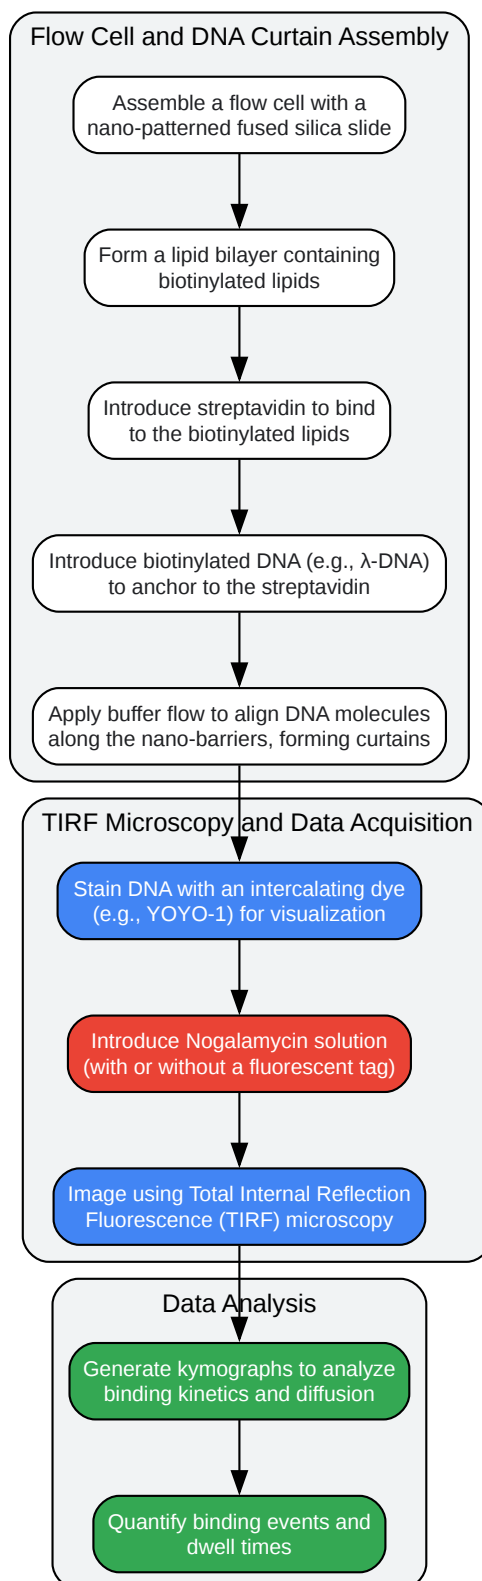 Flow Cell and DNA Curtain Assembly
Assemble a flow cell with a
nano-patterned fused silica slide
Form a lipid bilayer containing
biotinylated lipids
Introduce streptavidin to bind
to the biotinylated lipids
Introduce biotinylated DNA (e.g., λ-DNA)
to anchor to the streptavidin
Apply buffer flow to align DNA molecules
along the nano-barriers, forming curtains
TIRF Microscopy and Data Acquisition
Stain DNA with an intercalating dye
(e.g., YOYO-1) for visualization
Introduce Nogalamycin solution
(with or without a fluorescent tag)
Image using Total Internal Reflection
Fluorescence (TIRF) microscopy
Data Analysis
Generate kymographs to analyze
binding kinetics and diffusion
Quantify binding events and
dwell times